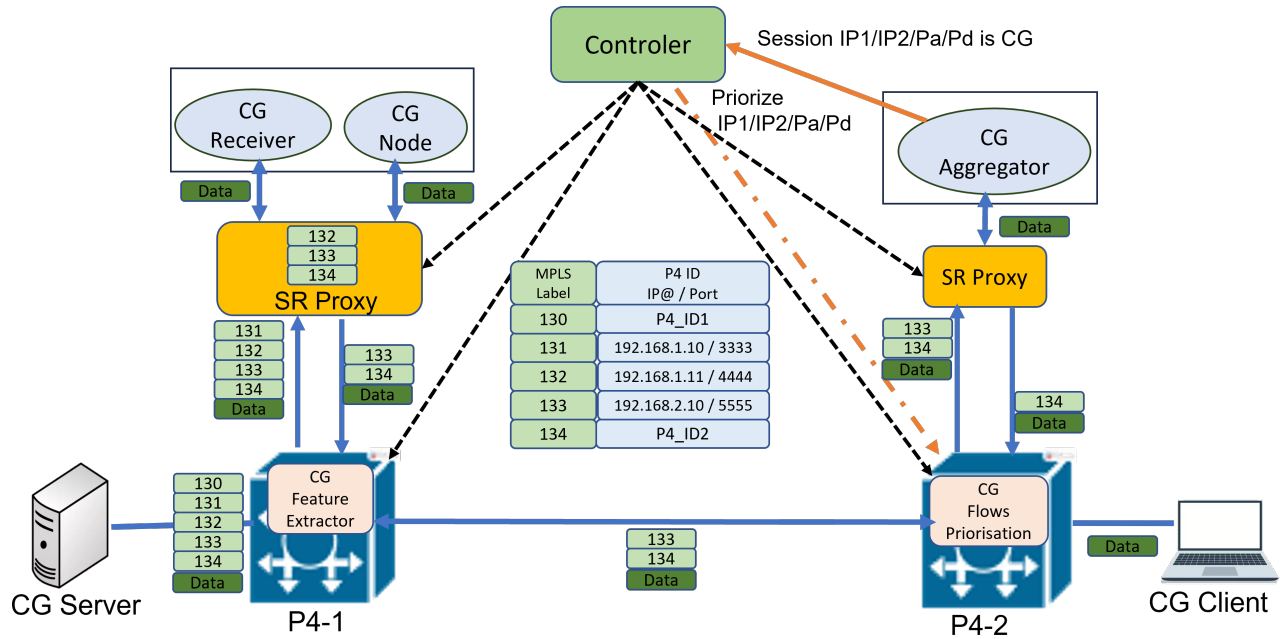 Controler
Session IP1/IP2/Pa/Pd is CG
Priorize
IP1/IP2/Pa/Pd
CG
Receiver
CG
Node
CG
Aggregator
Data
Data
Data
132
133
134
SR Proxy
SR Proxy
MPLS
Label
P4 ID
IP@ / Port
130
P4_ID1
131
192.168.1.10 / 3333
132
192.168.1.11 / 4444
133
192.168.2.10 / 5555
134
P4_ID2
131
132
133
134
Data
133
134
Data
133
134
Data
134
Data
130
131
132
133
134
Data
CG
Feature
Extractor
133
134
Data
CG
Flows
Priorisation
Data
CG Server
P4-1
P4-2
CG Client